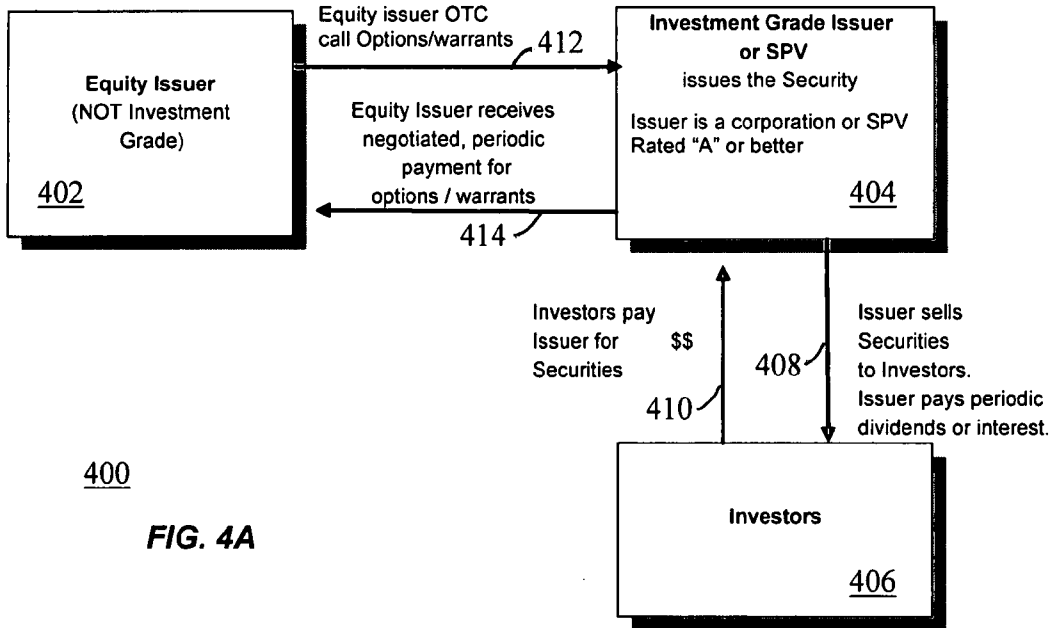 Equity Issuer
(NOT Investment
Grade)
402
Equity issuer OTC
call Options/warrants
412
Equity Issuer receives
negotiated, periodic
payment for
options / warrants
414
Investment Grade Issuer
or SPV
issues the Security
Issuer is a corporation or SPV
Rated "A" or better
404
Investors pay
Issuer for $$
Securities
410
408
Issuer sells
Securities
to Investors.
Issuer pays periodic
dividends or interest.
Investors
406
400
FIG. 4A